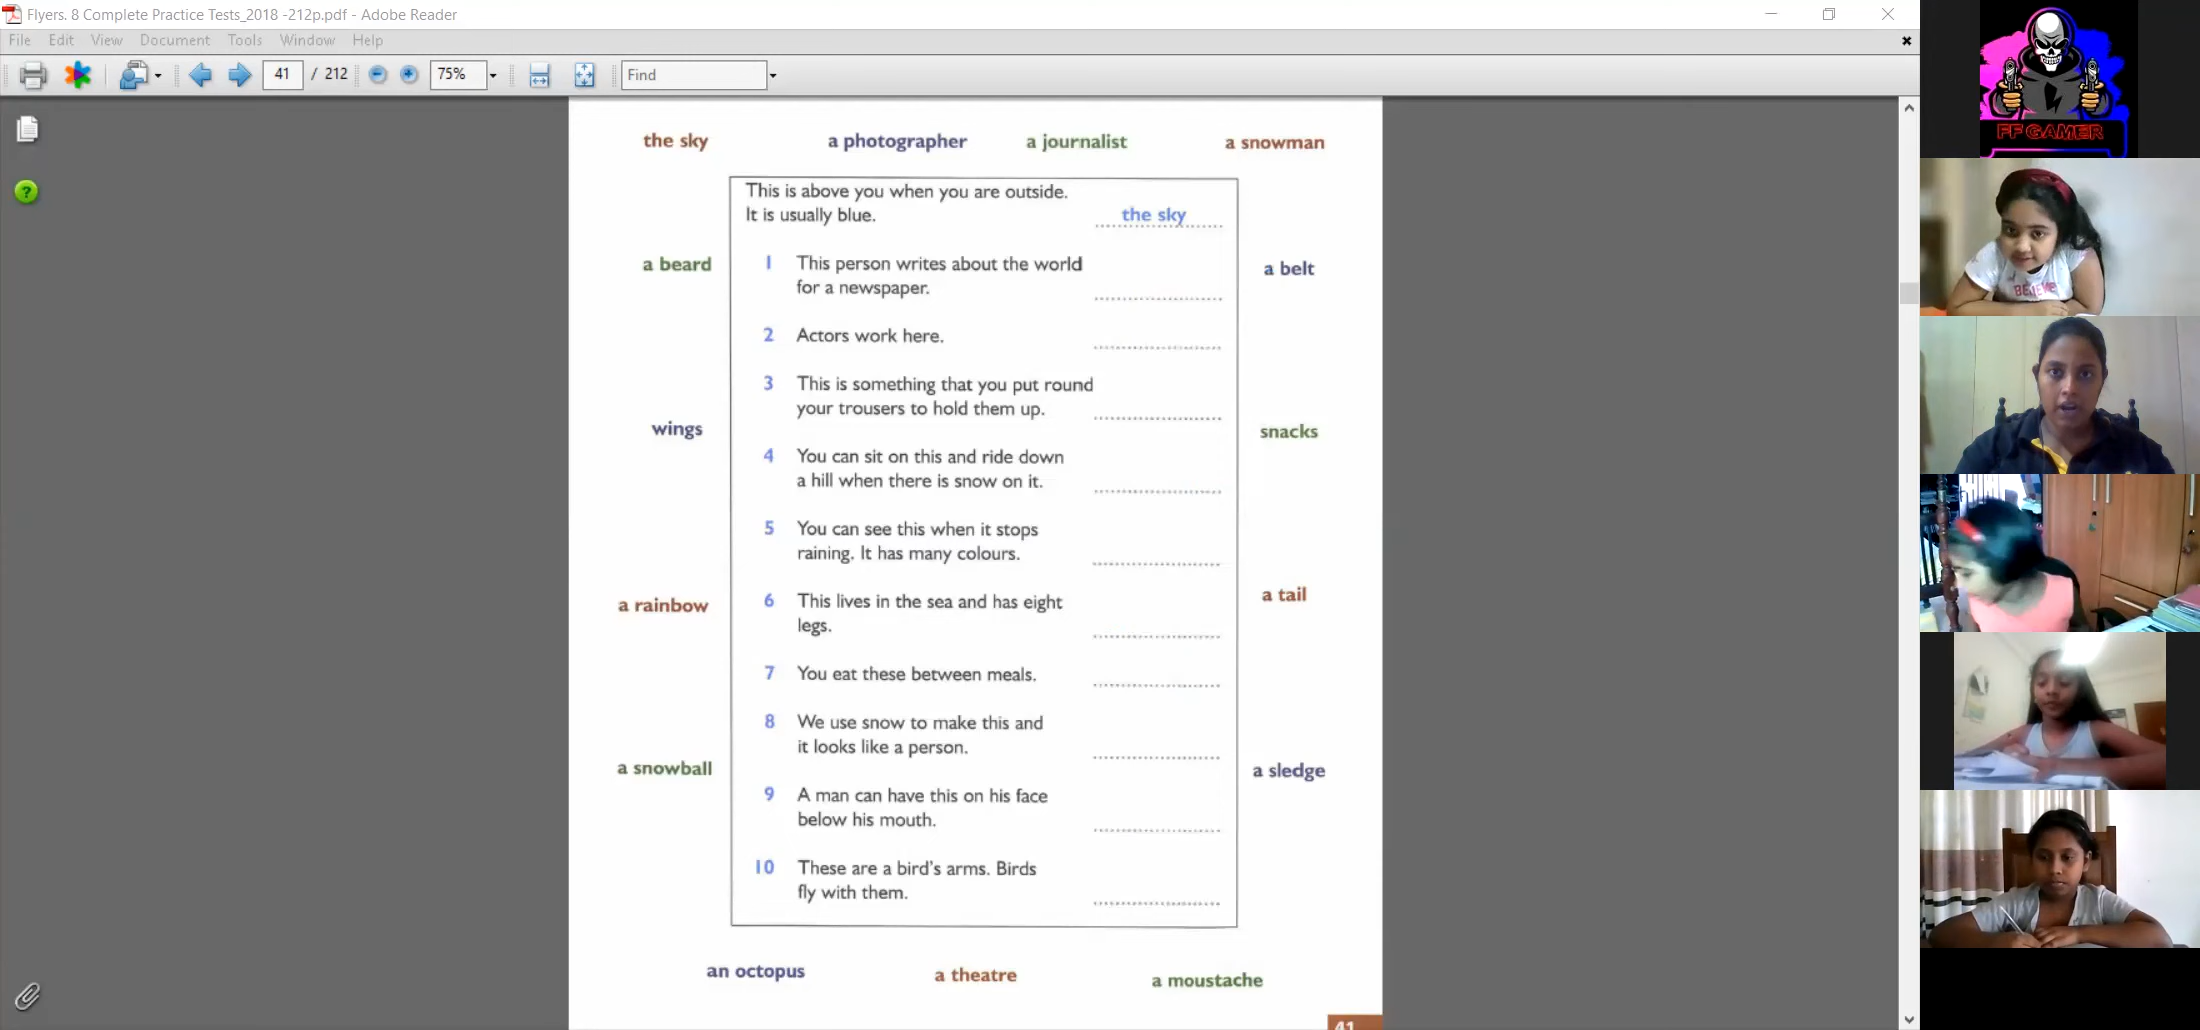 Flyers. 8 Complete Practice Tests_2018 -212p.pdf - Adobe Reader
File Edit View Document Tools Window Help
41 / 212 75% Find
the sky a photographer a journalist a snowman
This is above you when you are outside.
It is usually blue. the sky
a beard
1 This person writes about the world
for a newspaper.
a belt
2 Actors work here.
3 This is something that you put round
your trousers to hold them up.
wings
snacks
4 You can sit on this and ride down
a hill when there is snow on it.
5 You can see this when it stops
raining. It has many colours.
a rainbow
6 This lives in the sea and has eight
legs.
a tail
7 You eat these between meals.
8 We use snow to make this and
it looks like a person.
a snowball
a sledge
9 A man can have this on his face
below his mouth.
10 These are a bird's arms. Birds
fly with them.
an octopus a theatre a moustache
41
FF GAMER
BELIEVE